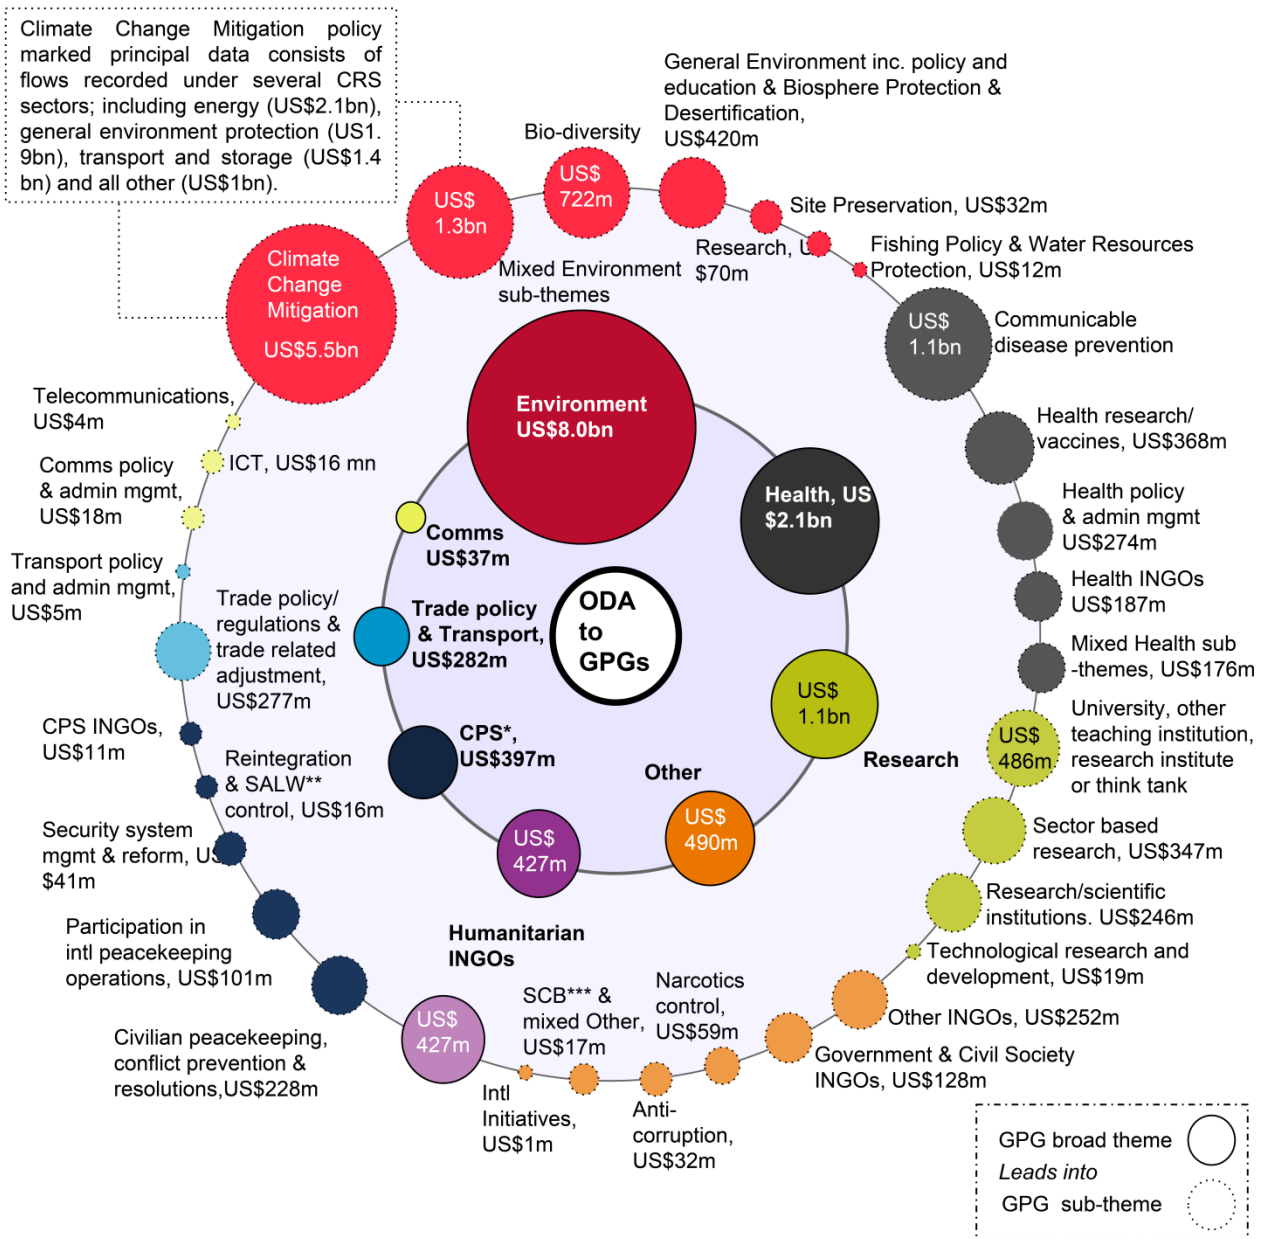 Climate Change Mitigation policy
marked principal data consists of
flows recorded under several CRS
sectors; including energy (US$2.1bn),
general environment protection (US1.
9bn), transport and storage (US$1.4
bn) and all other (US$1bn).
General Environment inc. policy and
education & Biosphere Protection &
Desertification,
US$420m
Bio-diversity
US$
722m
US$
1.3bn
Mixed Environment
sub-themes
Site Preservation, US$32m
Research, U
$70m
Fishing Policy & Water Resources
Protection, US$12m
Climate
Change
Mitigation
US$5.5bn
US$
1.1bn
Communicable
disease prevention
Telecommunications,
US$4m
Environment
US$8.0bn
Health research/
vaccines, US$368m
ICT, US$16 mn
Comms policy
& admin mgmt,
US$18m
Health, US
$2.1bn
Health policy
& admin mgmt
US$274m
Comms
US$37m
Transport policy
and admin mgmt,
US$5m
Health INGOs
US$187m
Trade policy/
regulations &
trade related
adjustment,
US$277m
Trade policy
& Transport,
US$282m
ODA
to
GPGs
Mixed Health sub
-themes, US$176m
US$
1.1bn
Research
University, other
teaching institution,
research institute
or think tank
US$
486m
CPS INGOs,
US$11m
CPS*,
US$397m
Reintegration
& SALW**
control, US$16m
Other
US$
490m
US$
427m
Humanitarian
INGOs
Security system
mgmt & reform, US
$41m
Sector based
research, US$347m
Research/scientific
institutions. US$246m
Participation in
intl peacekeeping
operations, US$101m
Technological research and
development, US$19m
Civilian peacekeeping,
conflict prevention &
resolutions,US$228m
US$
427m
SCB*** &
mixed Other,
US$17m
Narcotics
control,
US$59m
Other INGOs, US$252m
Government & Civil Society
INGOs, US$128m
Intl
Initiatives,
US$1m
Anti-
corruption,
US$32m
GPG broad theme
Leads into
GPG sub-theme